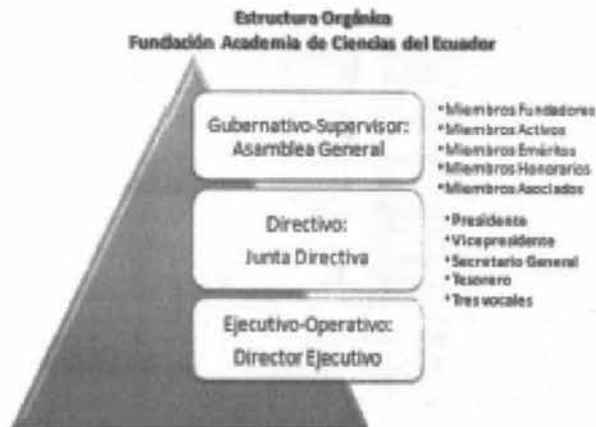 Estructura Orgánica
Fundación Academia de Ciencias del Ecuador
Gubernativo-Supervisor:
Asamblea General
•Miembros Fundadores
•Miembros Activos
•Miembros Eméritos
•Miembros Honorarios
•Miembros Asociados
Directivo:
Junta Directiva
•Presidente
•Vicepresidente
•Secretario General
•Tesorero
•Tres vocales
Ejecutivo-Operativo:
Director Ejecutivo